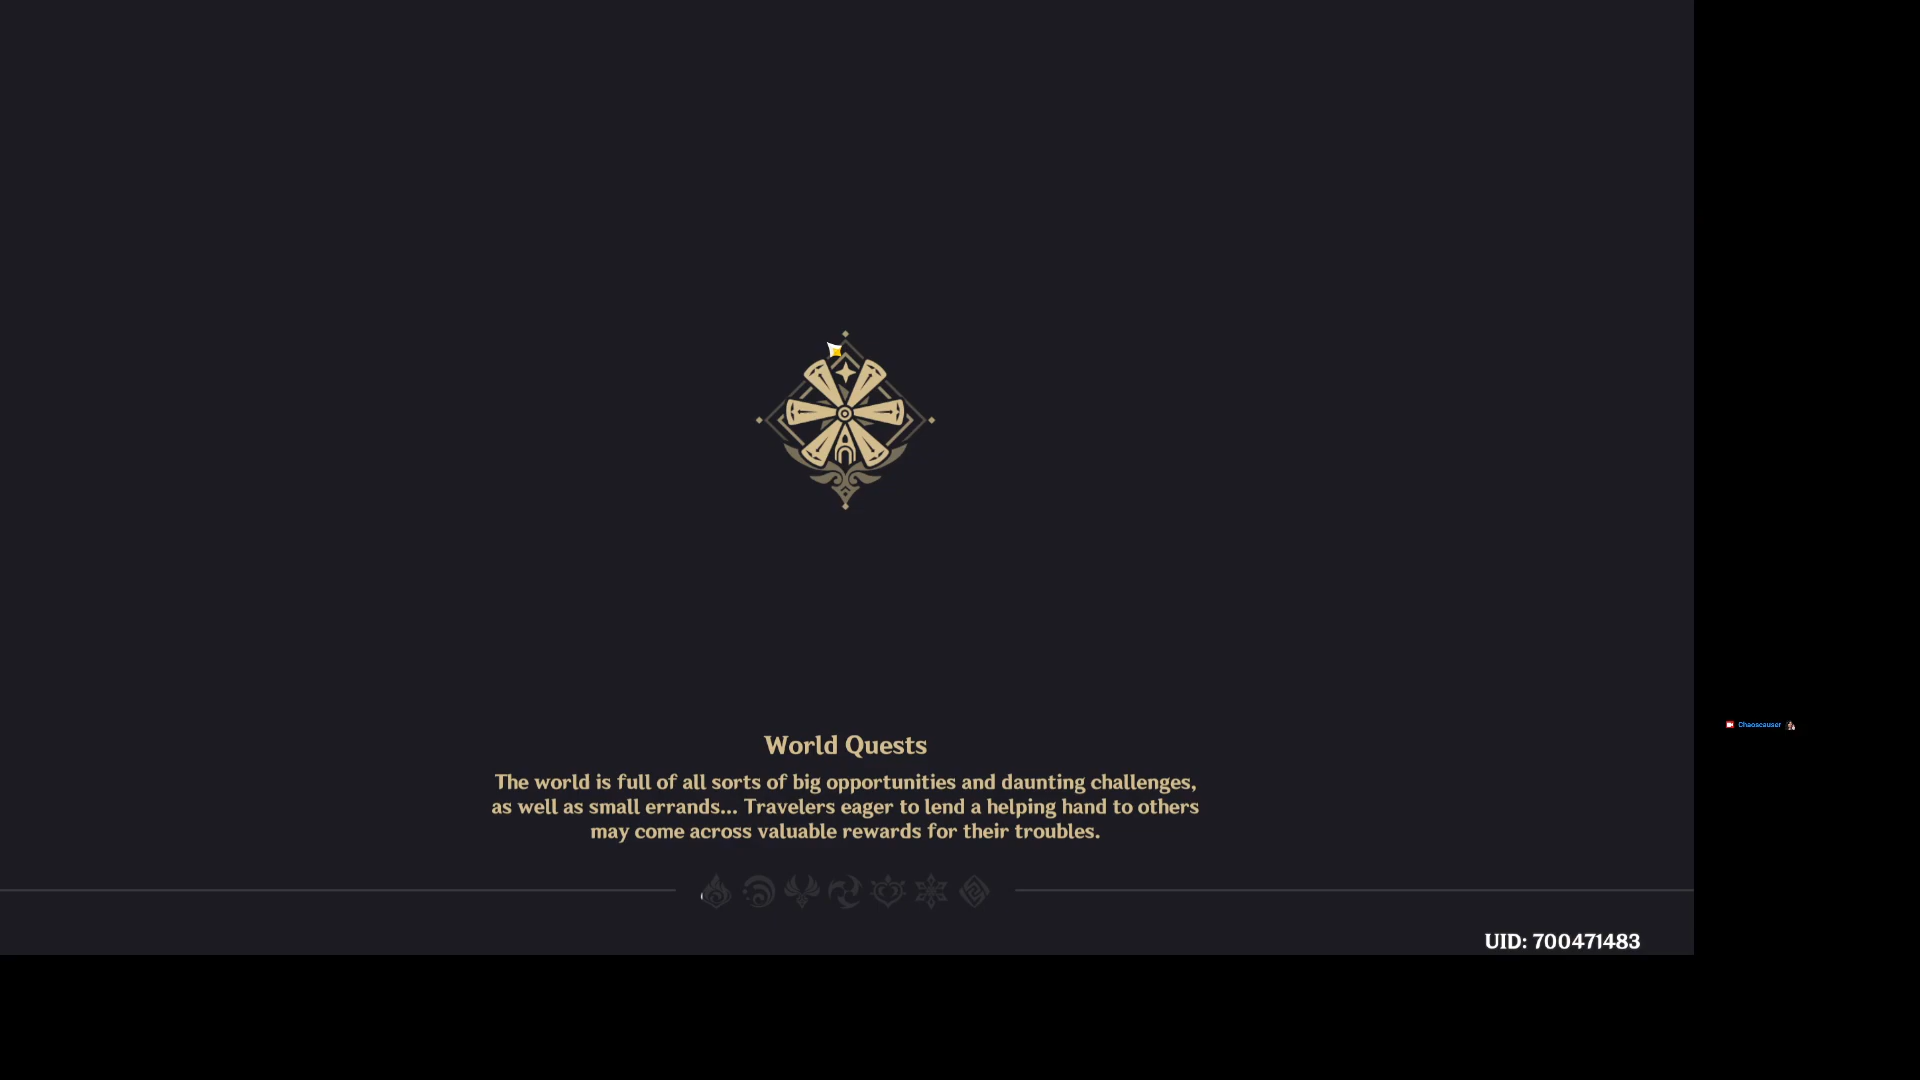 World Quests
The world is full of all sorts of big opportunities and daunting challenges,
as well as small errands... Travelers eager to lend a helping hand to others
may come across valuable rewards for their troubles.
UID: 700471483
Chaoscauser